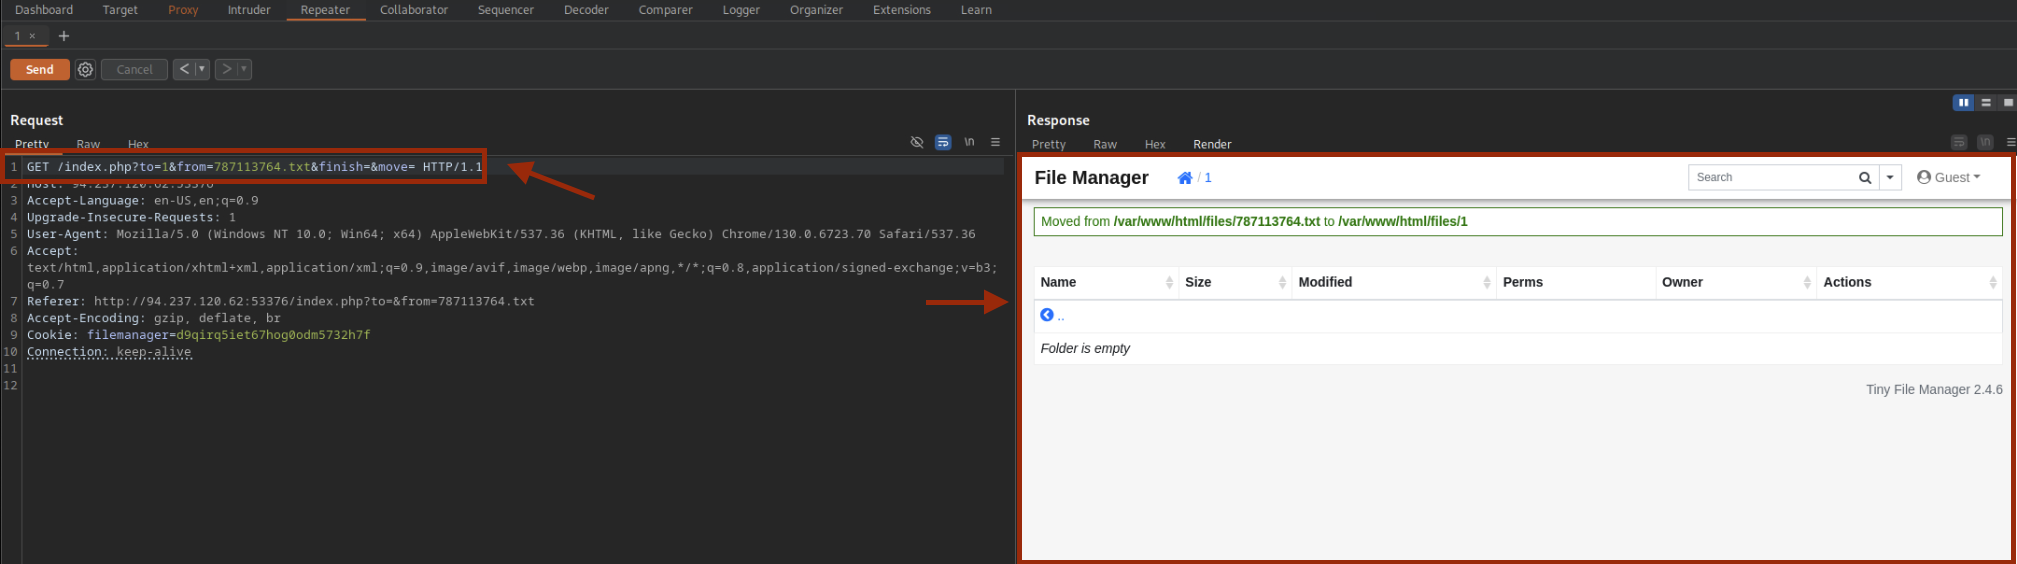 Dashboard Target Proxy Intruder Repeater Collaborator Sequencer Decoder Comparer Logger Organizer Extensions Learn
1 × +
Send Cancel < >
Request
Pretty Raw Hex \n
1 GET /index.php?to=1&from=787113764.txt&finish=&move= HTTP/1.1
2 Host: 94.237.120.62:53376
3 Accept-Language: en-US,en;q=0.9
4 Upgrade-Insecure-Requests: 1
5 User-Agent: Mozilla/5.0 (Windows NT 10.0; Win64; x64) AppleWebKit/537.36 (KHTML, like Gecko) Chrome/130.0.6723.70 Safari/537.36
6 Accept:
text/html,application/xhtml+xml,application/xml;q=0.9,image/avif,image/webp,image/apng,*/*;q=0.8,application/signed-exchange;v=b3;
q=0.7
7 Referer: http://94.237.120.62:53376/index.php?to=&from=787113764.txt
8 Accept-Encoding: gzip, deflate, br
9 Cookie: filemanager=d9qirq5iet67hog0odm5732h7f
10 Connection: keep-alive
11
12
Response
Pretty Raw Hex Render \n
File Manager / 1 Search Guest
Moved from /var/www/html/files/787113764.txt to /var/www/html/files/1
Name Size Modified Perms Owner Actions
..
Folder is empty
Tiny File Manager 2.4.6